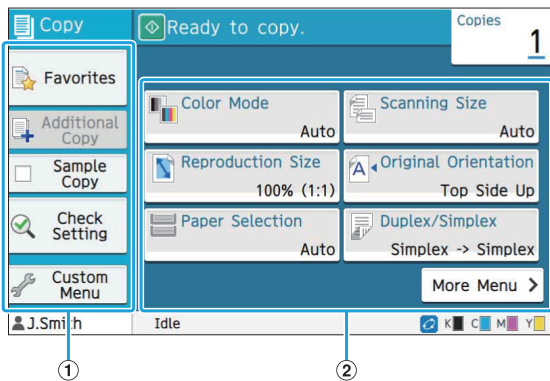 Copy
Ready to copy.
Copies
1
Favorites
Additional
Copy
Sample
Copy
Check
Setting
Custom
Menu
Color Mode
Auto
Scanning Size
Auto
Reproduction Size
100% (1:1)
Original Orientation
Top Side Up
Paper Selection
Auto
Duplex/Simplex
Simplex -> Simplex
More Menu >
J.Smith
Idle
K C M Y
1
2